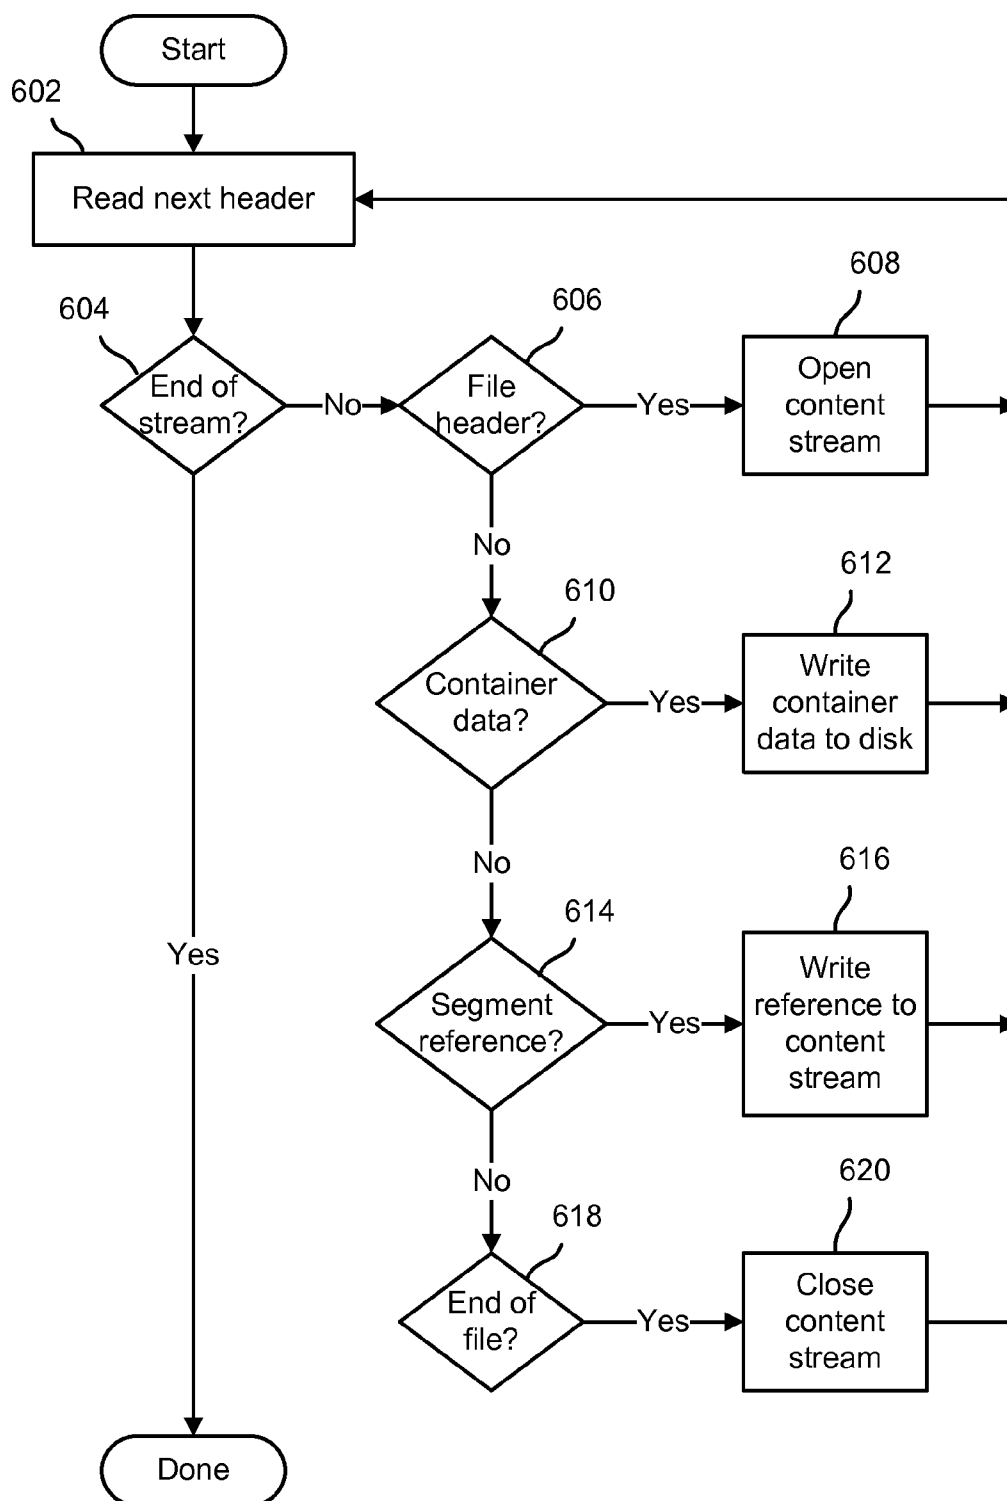 Start
602
Read next header
604
End of
stream?
No
606
File
header?
Yes
608
Open
content
stream
No
610
Container
data?
Yes
612
Write
container
data to disk
No
614
Segment
reference?
Yes
616
Write
reference to
content
stream
No
618
End of
file?
Yes
620
Close
content
stream
Yes
Done